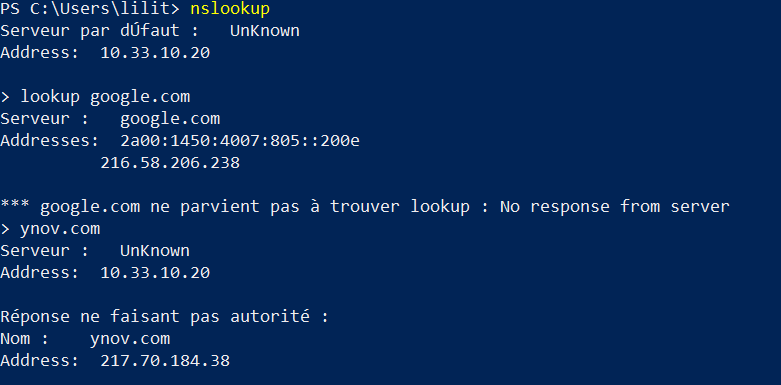 PS C:\Users\lilit> nslookup
Serveur par dÚfaut :   UnKnown
Address:  10.33.10.20
> lookup google.com
Serveur :   google.com
Addresses:  2a00:1450:4007:805::200e
216.58.206.238
*** google.com ne parvient pas à trouver lookup : No response from server
> ynov.com
Serveur :   UnKnown
Address:  10.33.10.20
Réponse ne faisant pas autorité :
Nom :    ynov.com
Address:  217.70.184.38